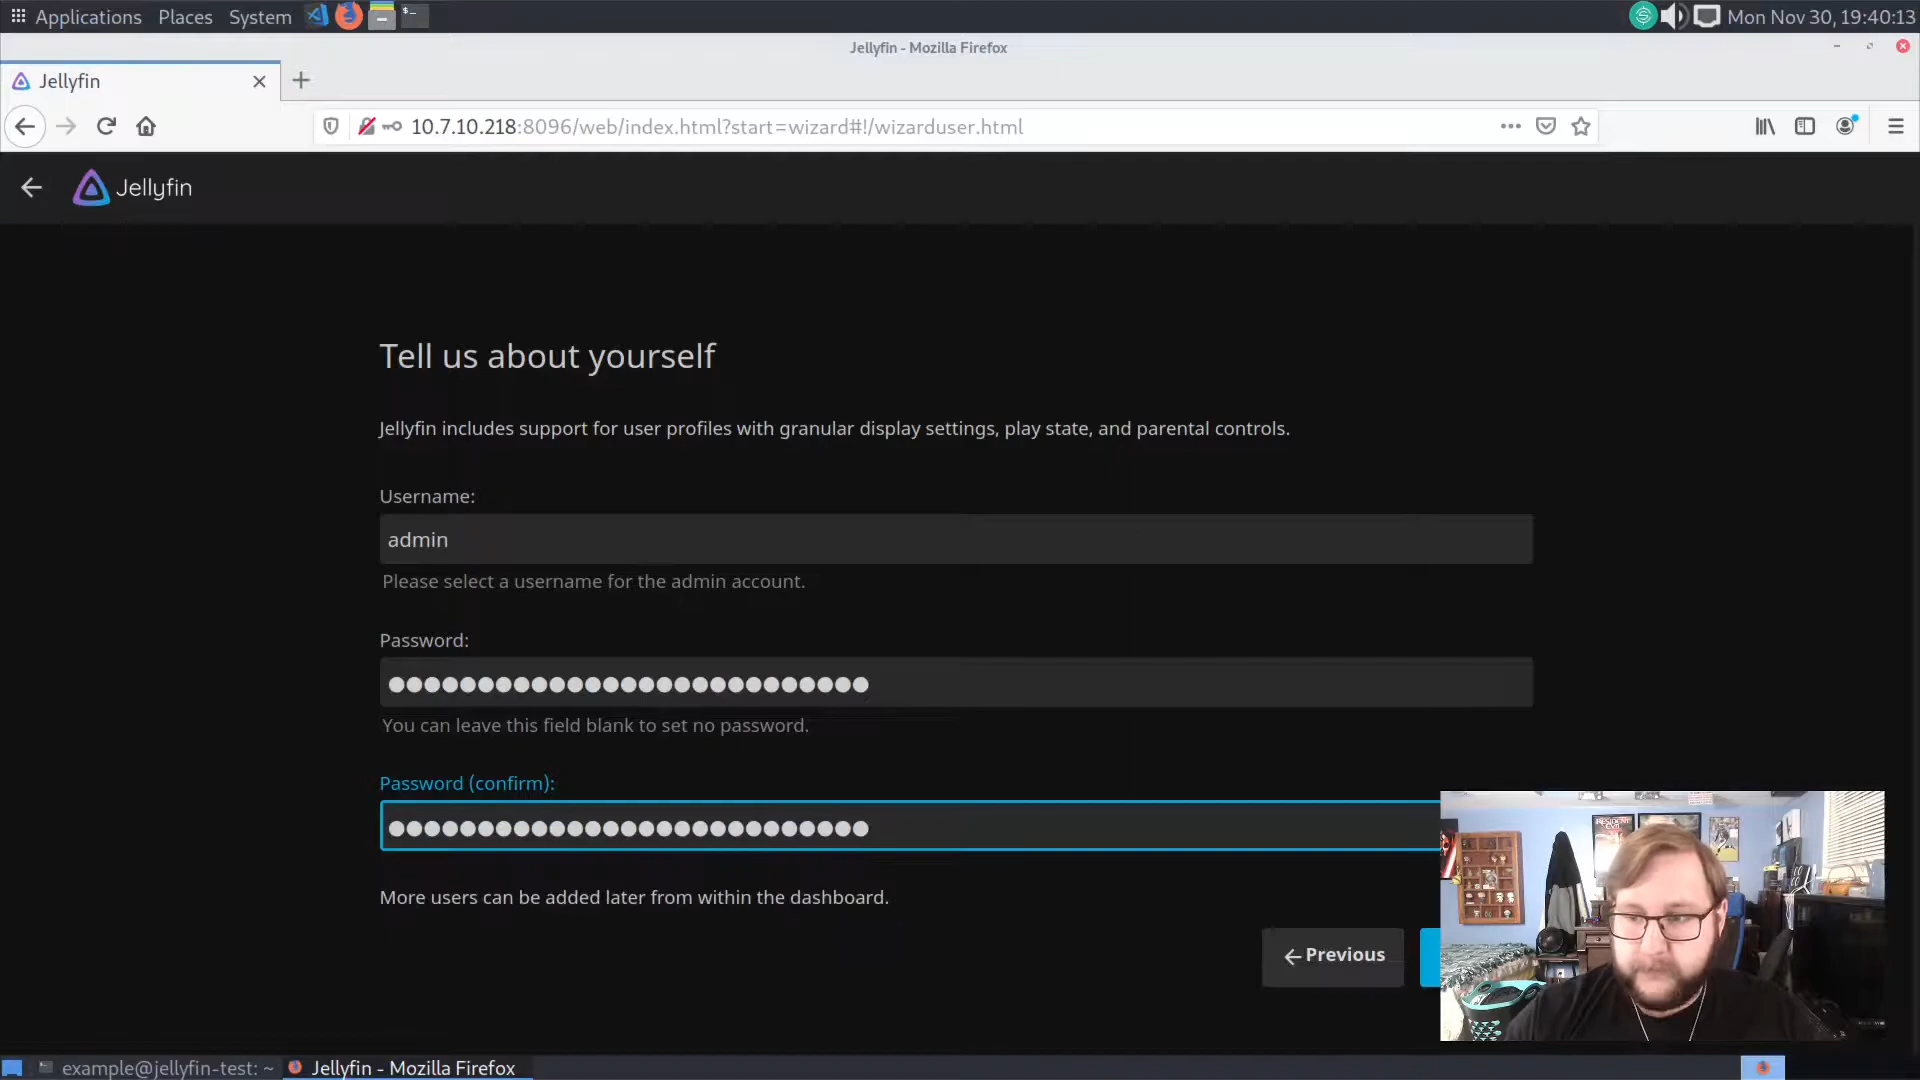 Applications Places System
Mon Nov 30, 19:40:13
Jellyfin - Mozilla Firefox
Jellyfin
10.7.10.218:8096/web/index.html?start=wizard#!/wizarduser.html
Jellyfin
Tell us about yourself
Jellyfin includes support for user profiles with granular display settings, play state, and parental controls.
Username:
admin
Please select a username for the admin account.
Password:
You can leave this field blank to set no password.
Password (confirm):
More users can be added later from within the dashboard.
Previous
example@jellyfin-test: ~
Jellyfin - Mozilla Firefox